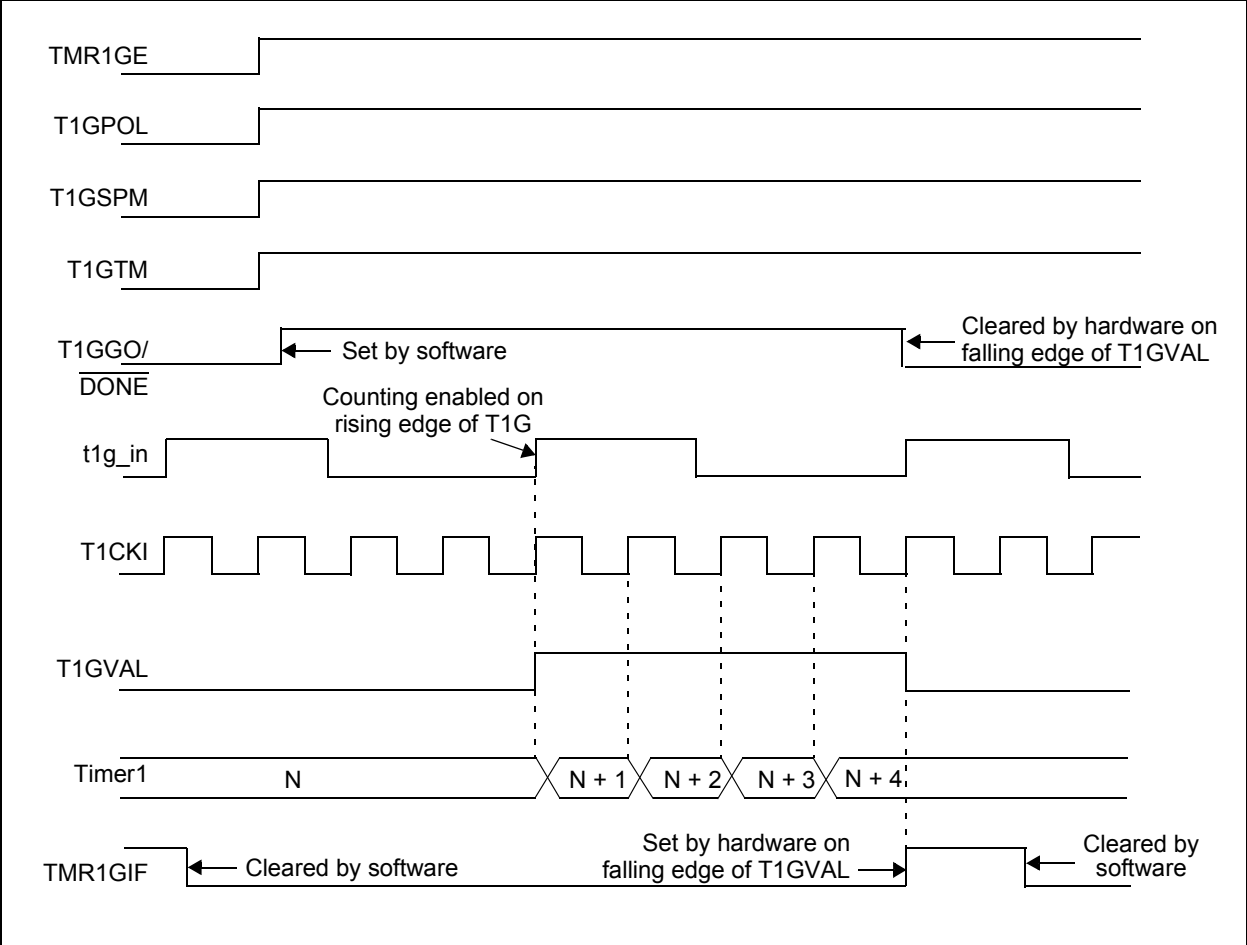 TMR1GE
T1GPOL
T1GSPM
T1GTM
T1GGO/
DONE
Set by software
Cleared by hardware on
falling edge of T1GVAL
Counting enabled on
rising edge of T1G
t1g_in
T1CKI
T1GVAL
Timer1
N
N + 1
N + 2
N + 3
N + 4
TMR1GIF
Cleared by software
Set by hardware on
falling edge of T1GVAL
Cleared by
software